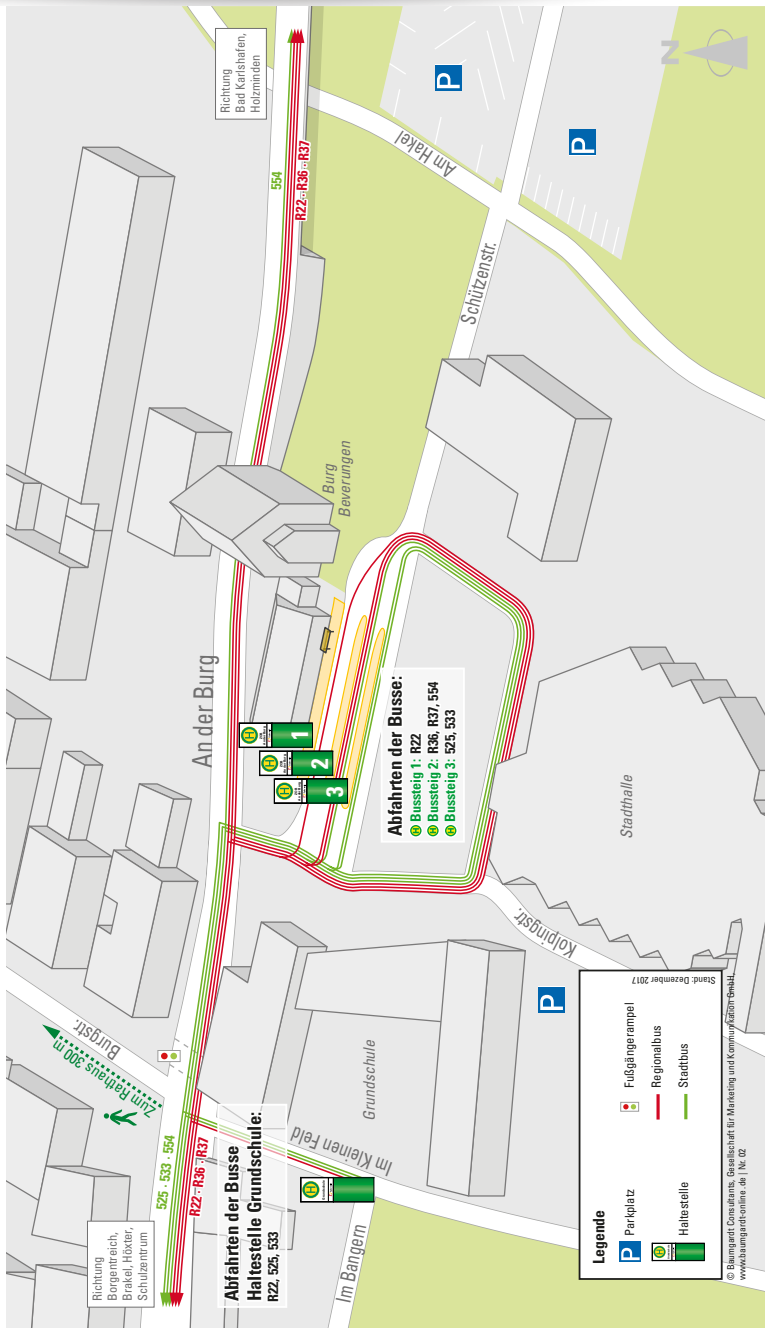 Richtung
Borgentreich,
Brakel, Höxter,
Schulzentrum
525 · 533 · 554
R22 · R36 · R37
Zum Rathaus 300 m
Burgstr.
An der Burg
Richtung
Bad Karlshafen,
Holzminden
554
R22 · R36 · R37
Abfahrten der Busse
Haltestelle Grundschule:
R22, 525, 533
Im Bangern
Im Kleinen Feld
H
Grundschule
H
1
H
2
H
3
Burg
Beverungen
Abfahrten der Busse:
H Bussteig 1: R22
H Bussteig 2: R36, R37, 554
H Bussteig 3: 525, 533
Schützenstr.
Am Hakel
P
P
N
Kolpingstr.
Stadthalle
P
Legende
P Parkplatz
H Haltestelle
Fußgängerampel
Regionalbus
Stadtbus
Stand: Dezember 2017
© Baumgardt Consultants, Gesellschaft für Marketing und Kommunikation GmbH,
www.baumgardt-online.de | Nr. 02